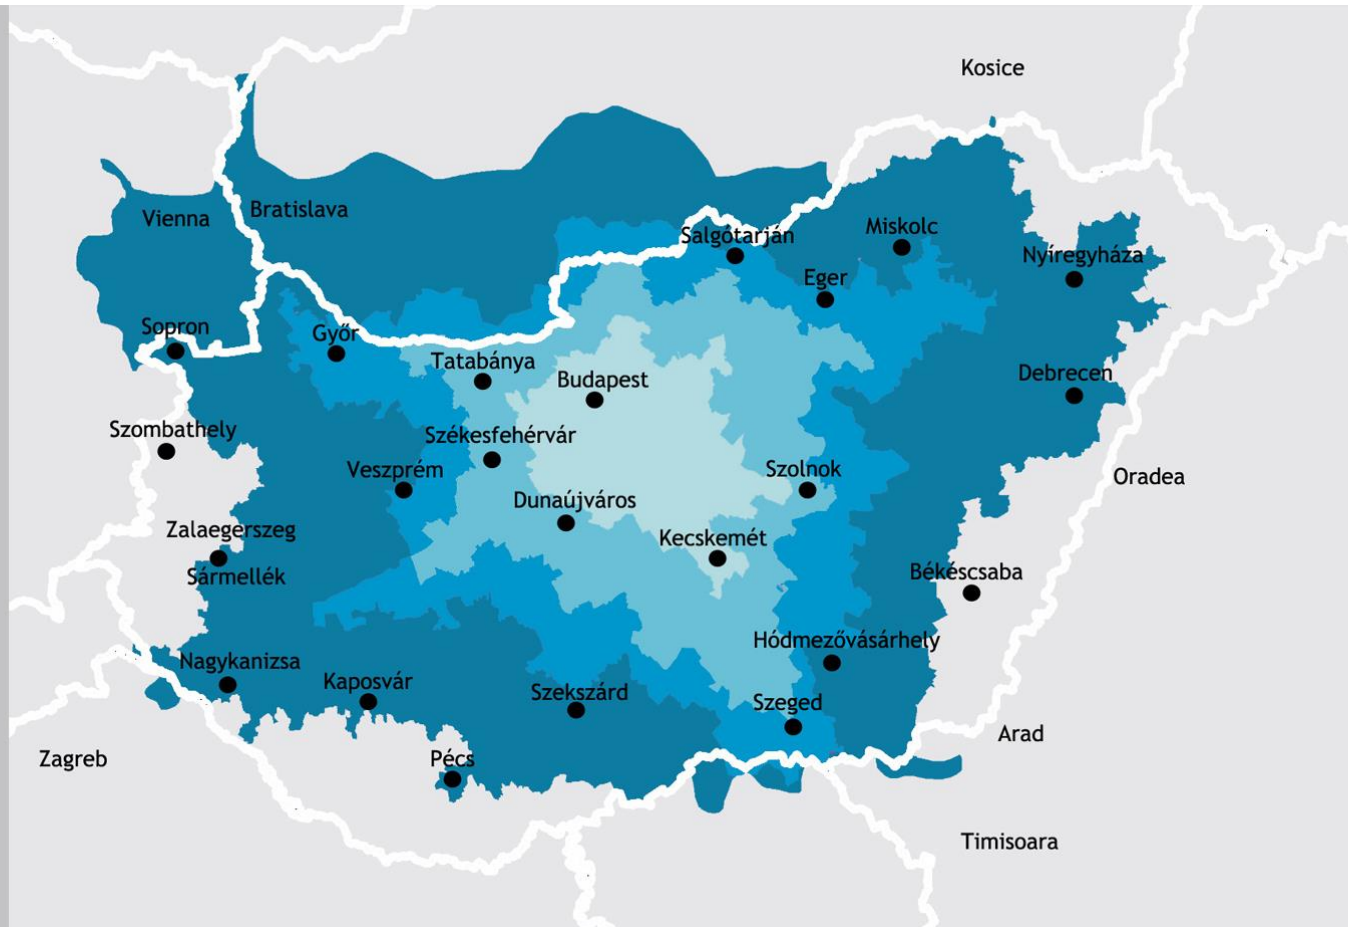 Kosice
Vienna
Bratislava
Salgótarján
Miskolc
Nyíregyháza
Eger
Sopron
Győr
Tatabánya
Budapest
Debrecen
Szombathely
Székesfehérvár
Veszprém
Szolnok
Oradea
Dunaújváros
Zalaegerszeg
Kecskemét
Sármellék
Békéscsaba
Hódmezővásárhely
Nagykanizsa
Kaposvár
Szekszárd
Szeged
Arad
Zagreb
Pécs
Timisoara